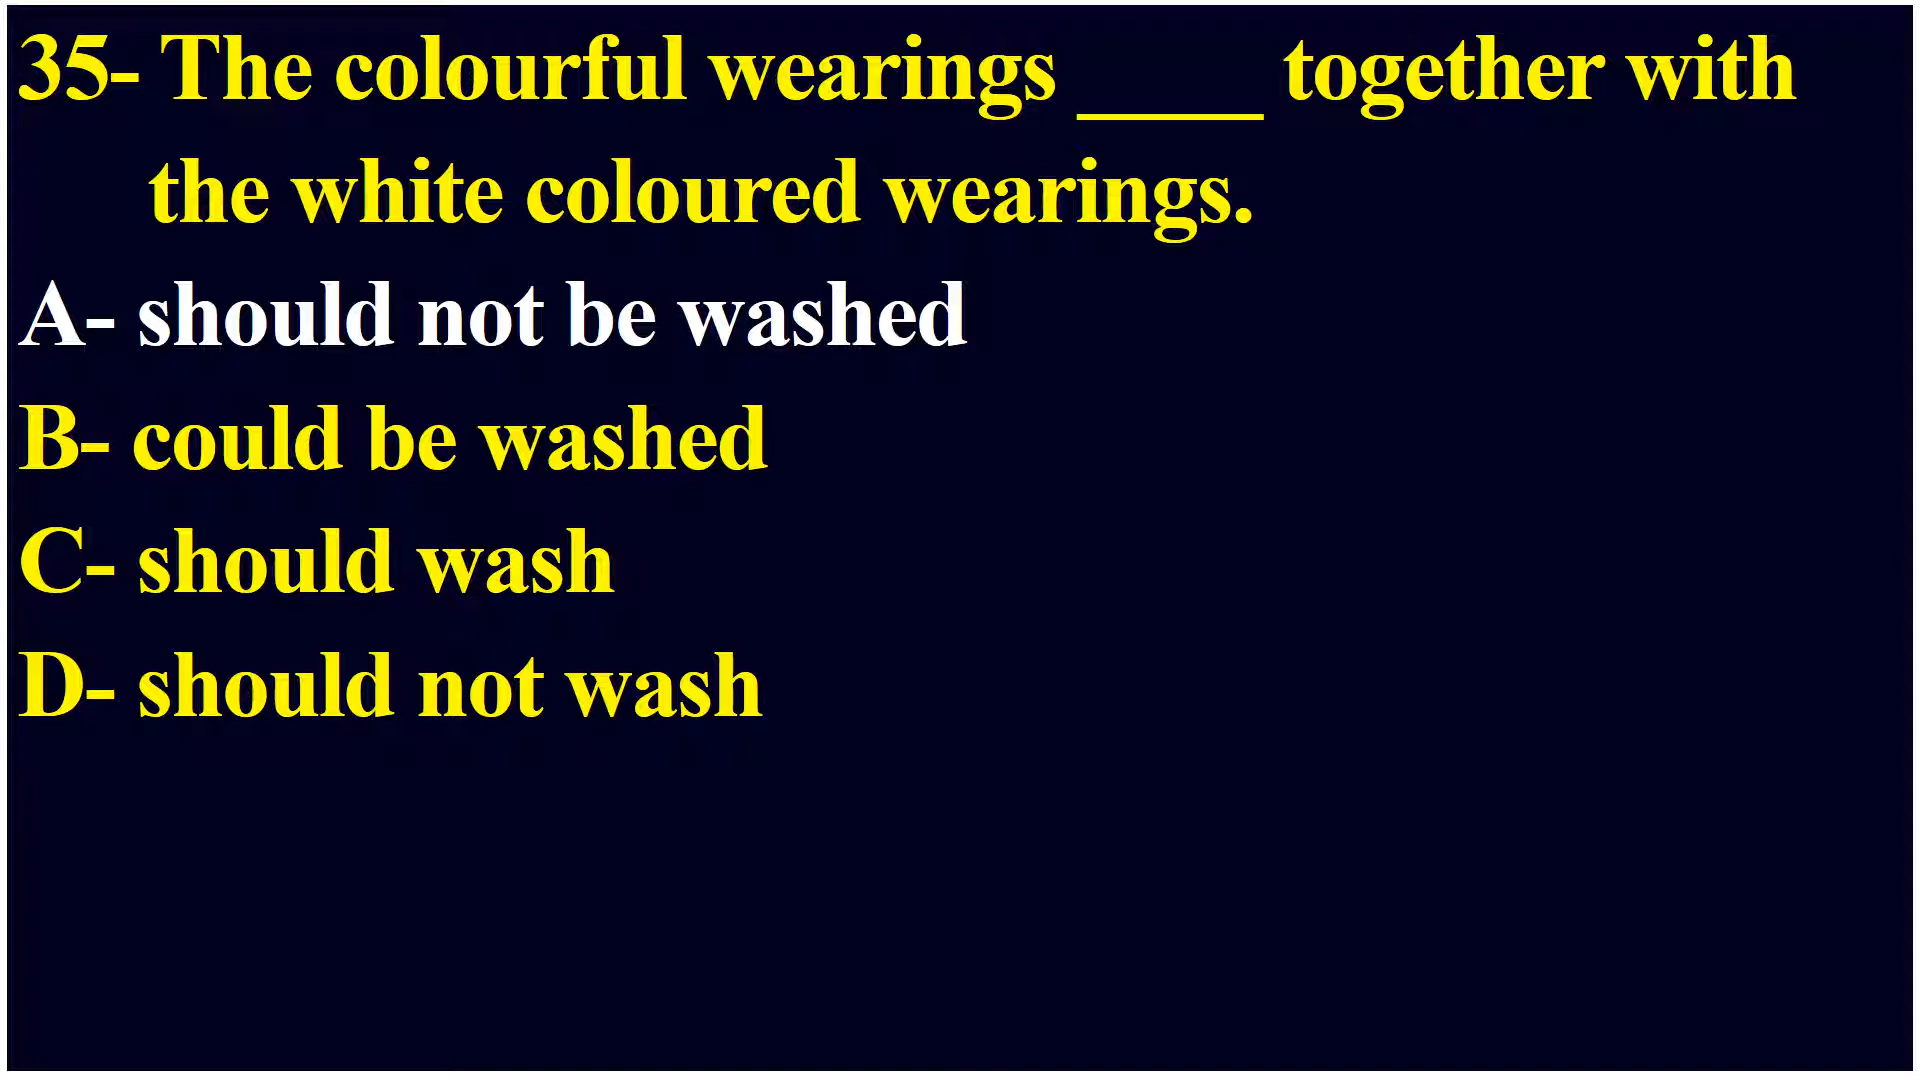 35- The colourful wearings ____ together with
the white coloured wearings.
A- should not be washed
B- could be washed
C- should wash
D- should not wash